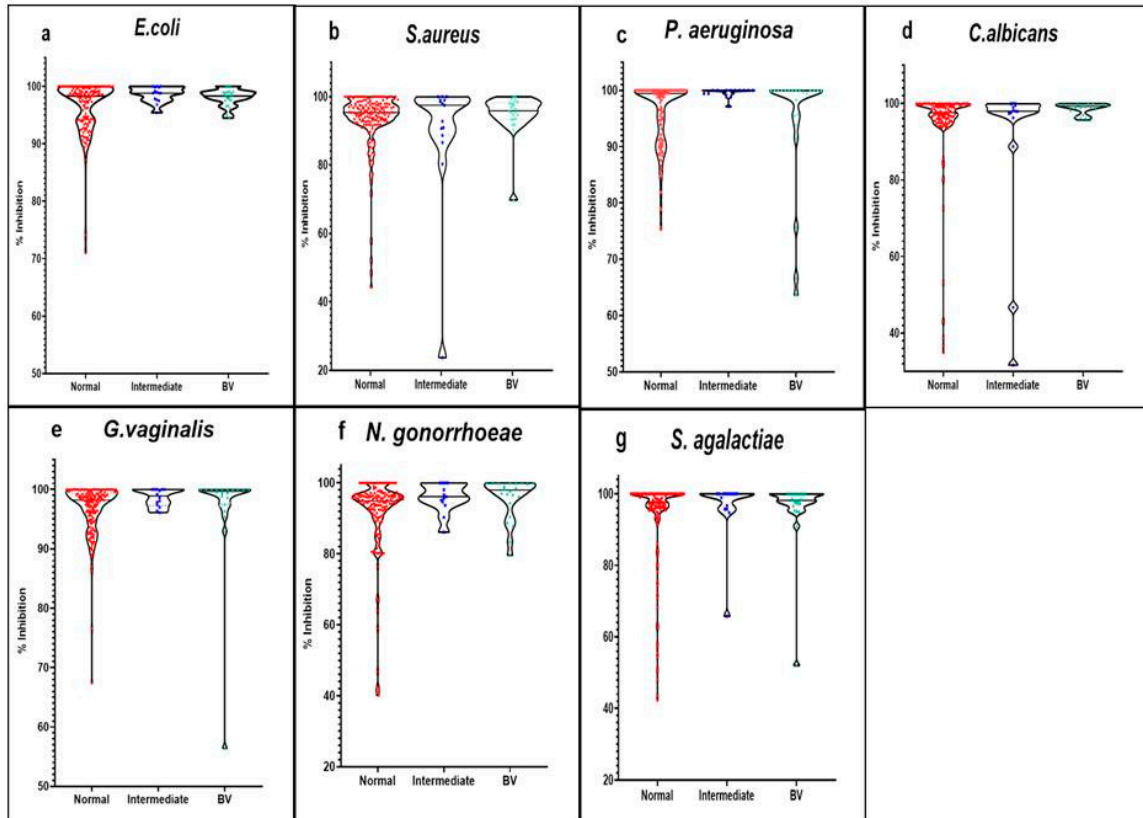 a
E.coli
% Inhibition
100
90
80
70
60
50
Normal
Intermediate
BV
b
S.aureus
% Inhibition
100
80
60
40
20
Normal
Intermediate
BV
c
P. aeruginosa
% Inhibition
100
90
80
70
60
50
Normal
Intermediate
BV
d
C.albicans
% Inhibition
100
80
60
40
Normal
Intermediate
BV
e
G.vaginalis
% Inhibition
100
90
80
70
60
50
Normal
Intermediate
BV
f
N. gonorrhoeae
% Inhibition
100
80
60
40
20
Normal
Intermediate
BV
g
S. agalactiae
% Inhibition
100
80
60
40
20
Normal
Intermediate
BV